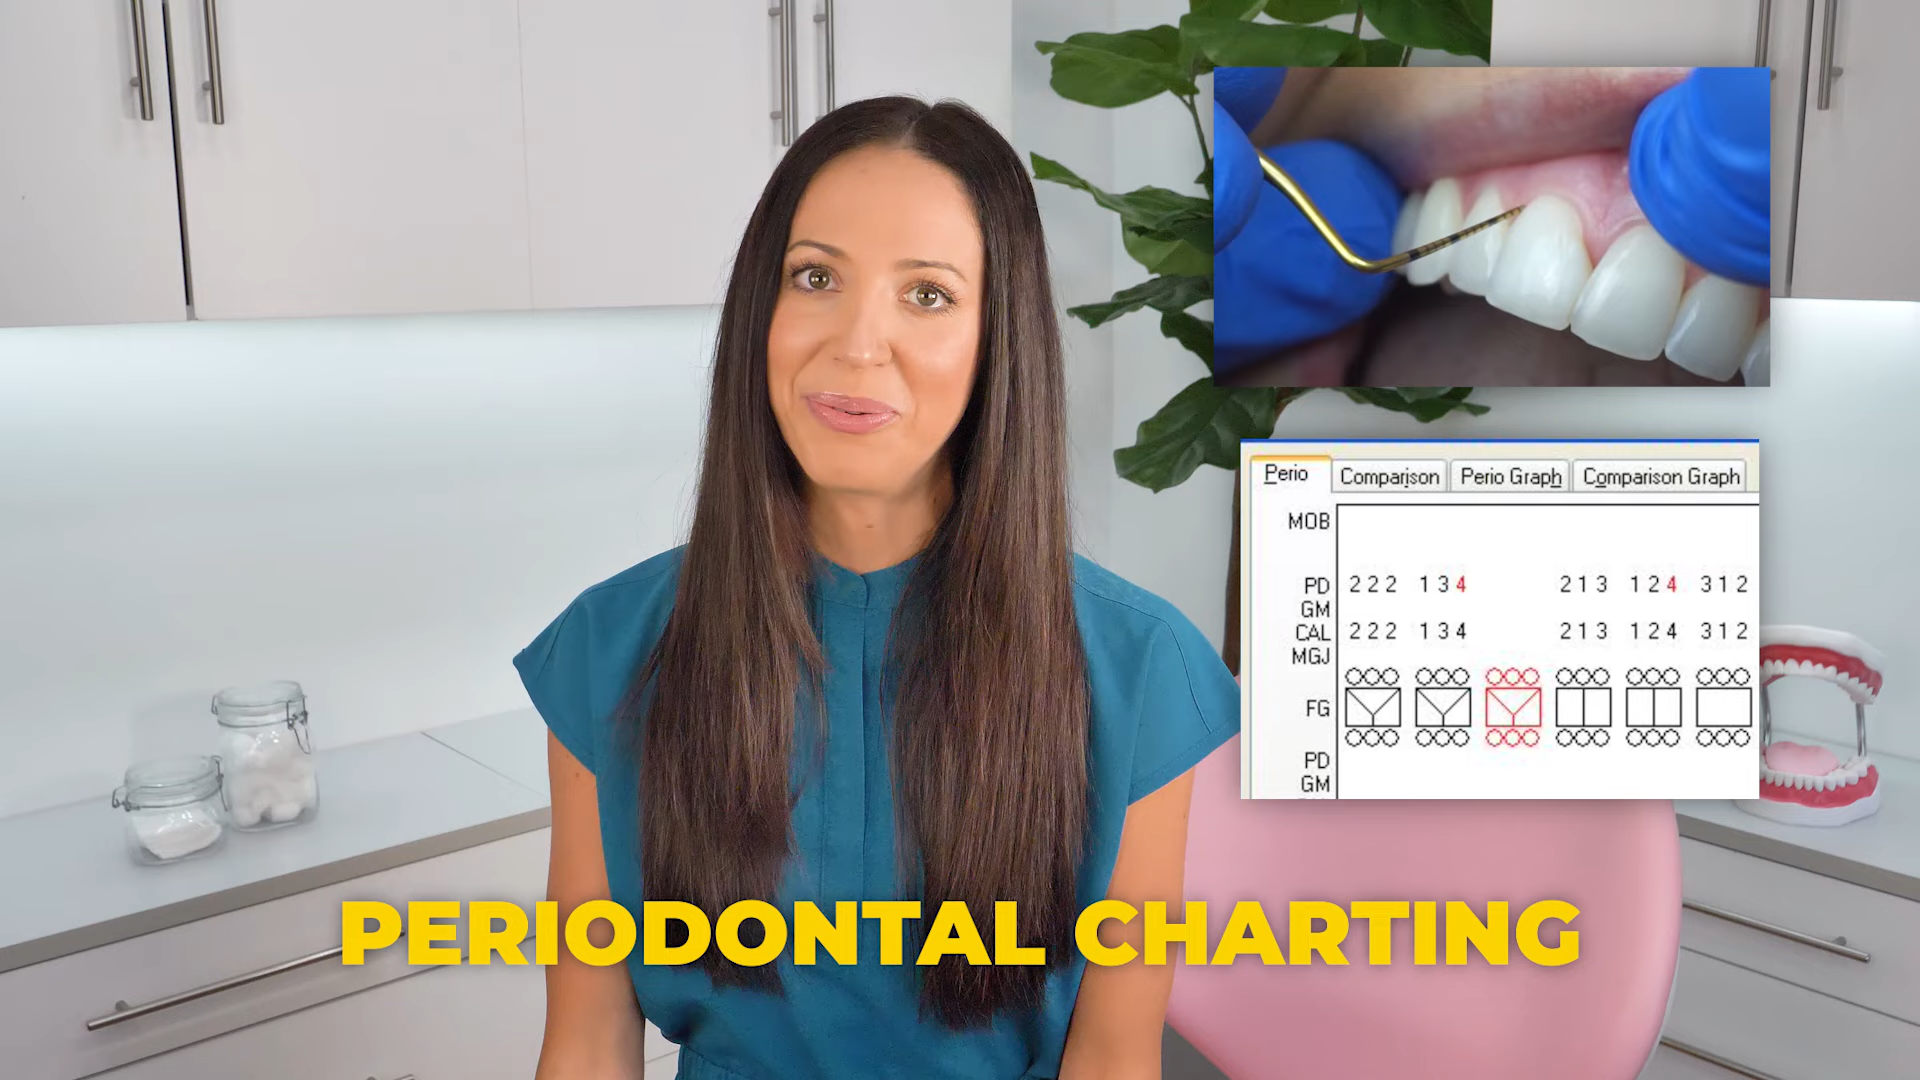 Perio Comparison Perio Graph Comparison Graph
MOB
PD 222 134 213 124 312
GM
CAL 222 134 213 124 312
MGJ
FG
PD
GM
PERIODONTAL CHARTING